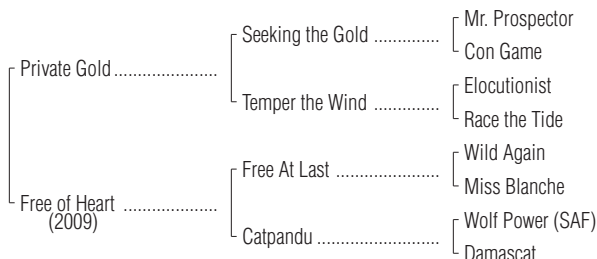 Mr. Prospector
Seeking the Gold ..............
Con Game
Private Gold ......................
Elocutionist
Temper the Wind ..............
Race the Tide
Wild Again
Free At Last ......................
Miss Blanche
Free of Heart ....................
(2009)
Wolf Power (SAF)
Catpandu ..........................
Damascat